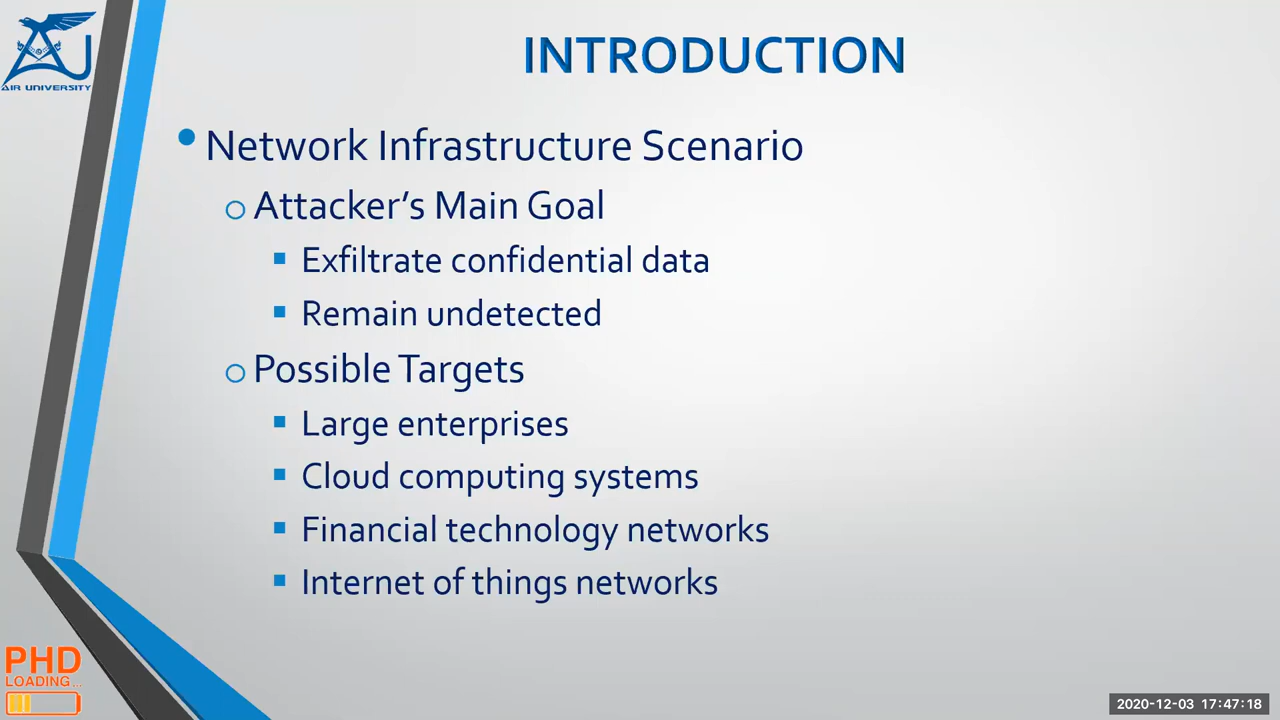 AIR UNIVERSITY
INTRODUCTION
Network Infrastructure Scenario
Attacker’s Main Goal
Exfiltrate confidential data
Remain undetected
Possible Targets
Large enterprises
Cloud computing systems
Financial technology networks
Internet of things networks
PHD
LOADING...
2020-12-03 17:47:18